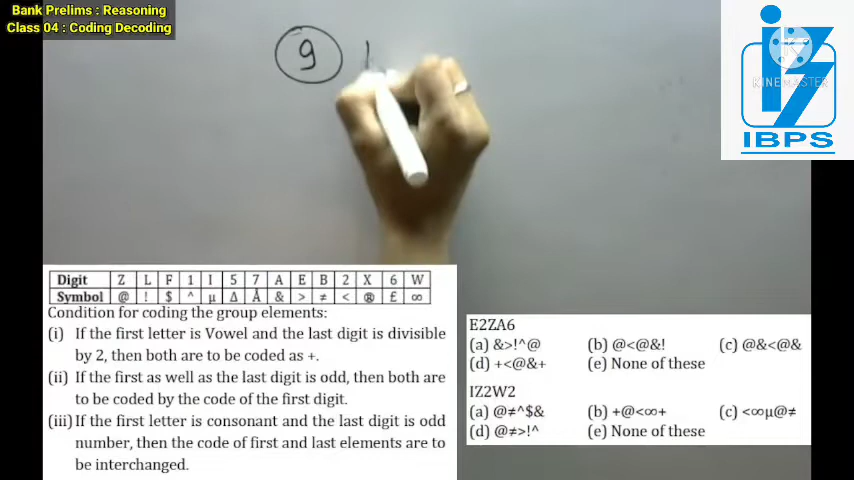 Bank Prelims : Reasoning
Class 04 : Coding Decoding
9
KINEMASTER
IBPS
Digit Z L F 1 I 5 7 A E B 2 X 6 W
Symbol @ ! $ ^ µ Δ Å & > ≠ < ® £ ∞
Condition for coding the group elements:
(i) If the first letter is Vowel and the last digit is divisible
by 2, then both are to be coded as +.
(ii) If the first as well as the last digit is odd, then both are
to be coded by the code of the first digit.
(iii) If the first letter is consonant and the last digit is odd
number, then the code of first and last elements are to
be interchanged.
E2ZA6
(a) &>!^@ (b) @<@&! (c) @&<@&
(d) +<@&+ (e) None of these
IZ2W2
(a) @≠^$& (b) +@<∞+ (c) <∞µ@≠
(d) @≠>!^ (e) None of these